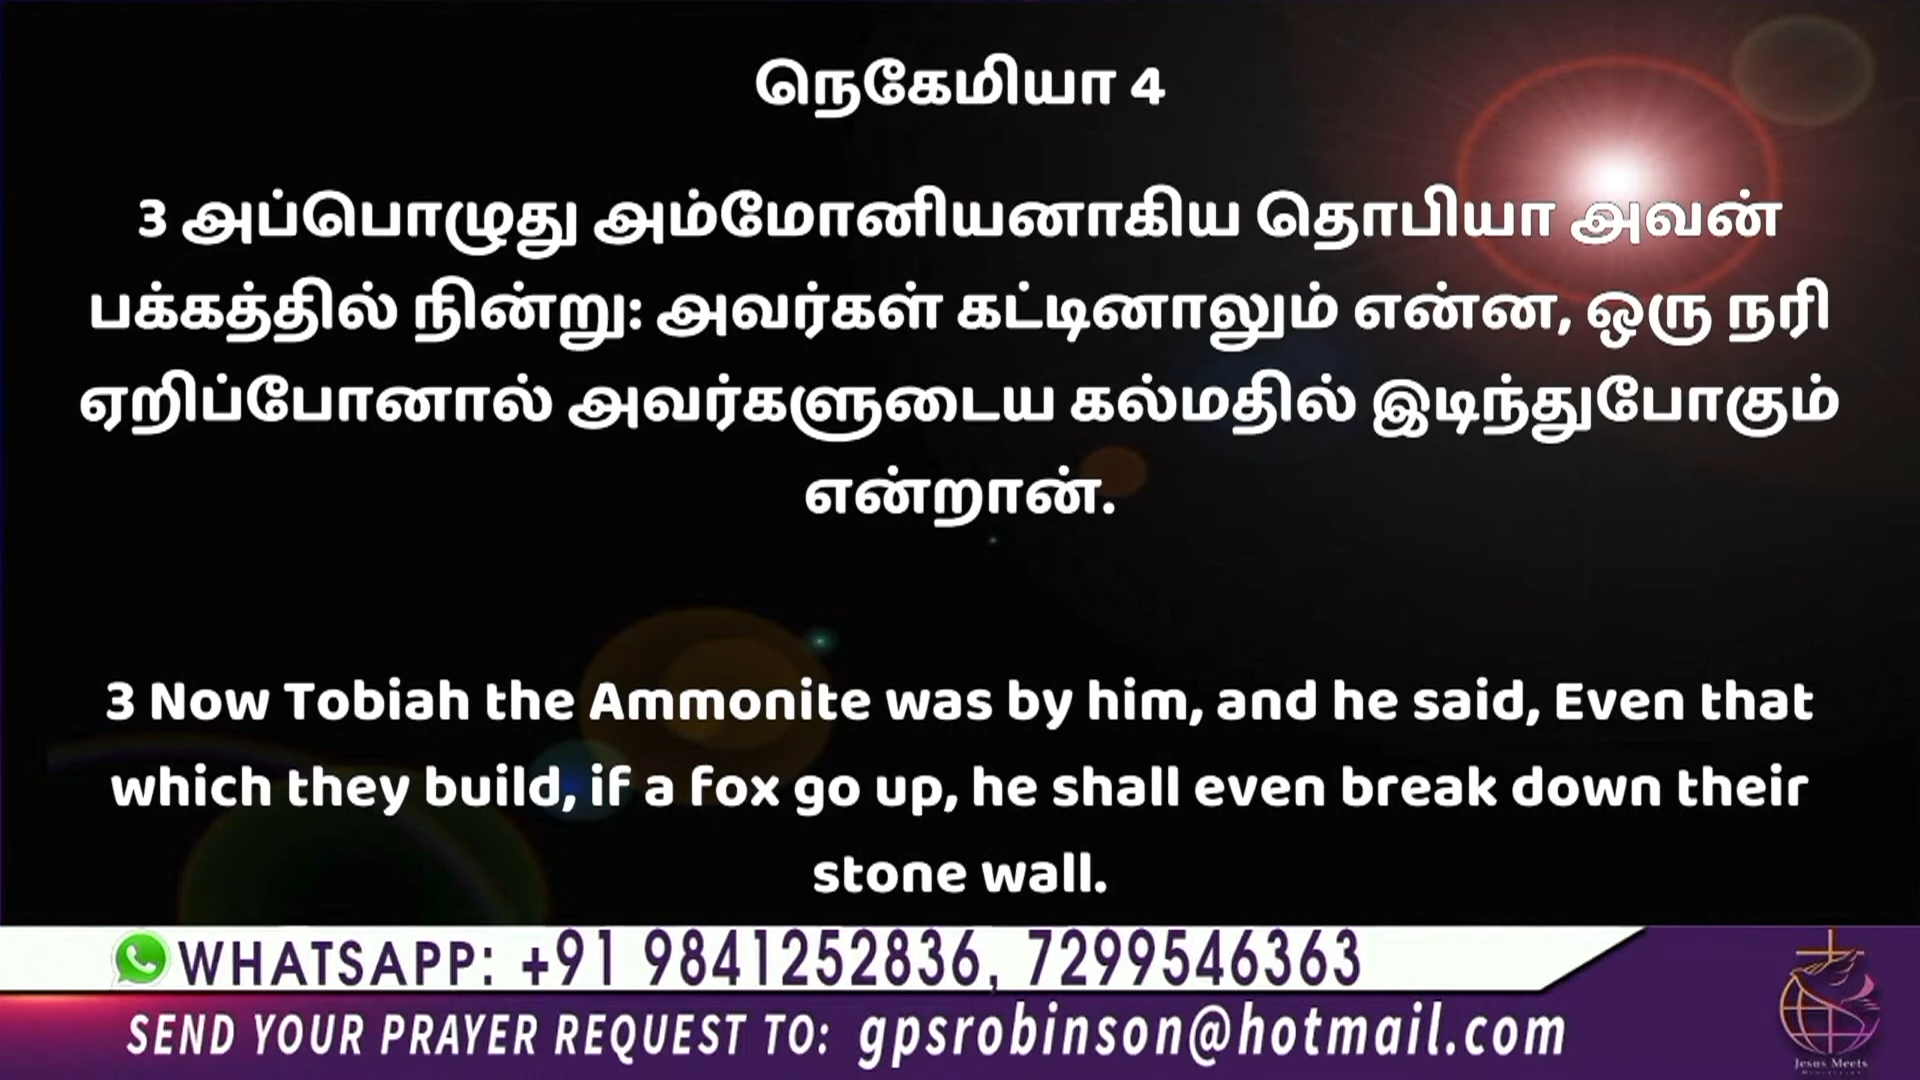 நெகேமியா 4
3 அப்பொழுது அம்மோனியனாகிய தொபியா அவன்
பக்கத்தில் நின்று: அவர்கள் கட்டினாலும் என்ன, ஒரு நரி
ஏறிப்போனால் அவர்களுடைய கல்மதில் இடிந்துபோகும்
என்றான்.
3 Now Tobiah the Ammonite was by him, and he said, Even that
which they build, if a fox go up, he shall even break down their
stone wall.
WHATSAPP: +91 9841252836, 7299546363
SEND YOUR PRAYER REQUEST TO: gpsrobinson@hotmail.com
Jesus Meets